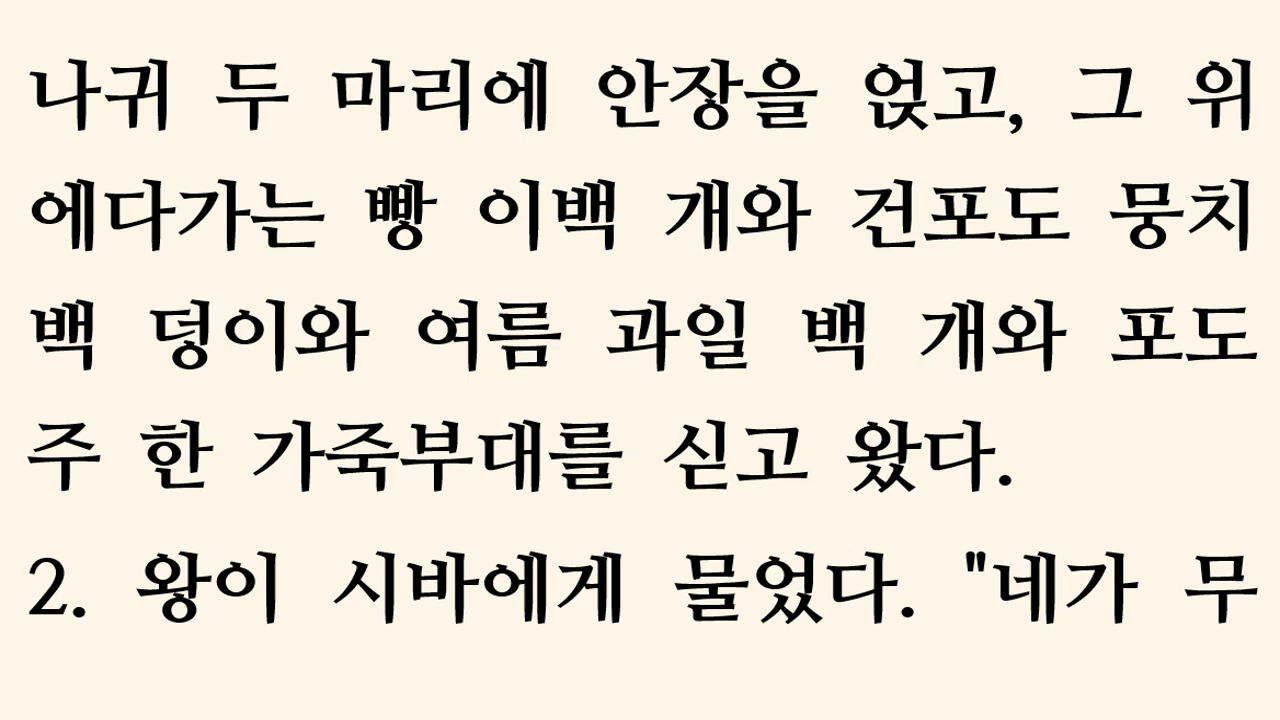 나귀 두 마리에 안장을 얹고, 그 위
에다가는 빵 이백 개와 건포도 뭉치
백 덩이와 여름 과일 백 개와 포도
주 한 가죽부대를 싣고 왔다.
2. 왕이 시바에게 물었다. "네가 무